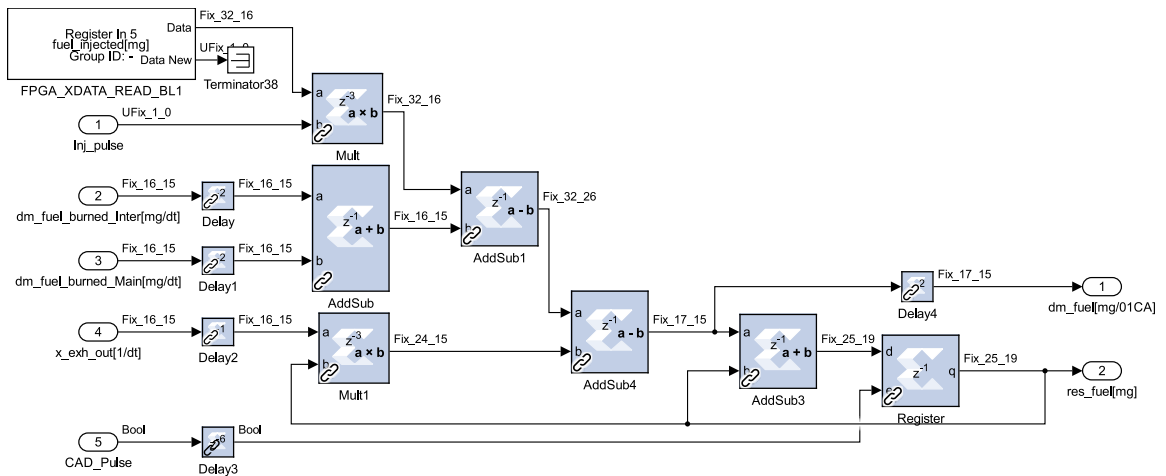 Register In 5
fuel_injected[mg]
Group ID: -
Data
Data New
FPGA_XDATA_READ_BL1
Fix_32_16
Terminator38
1
Inj_pulse
UFix_1_0
a
b
z-3
a × b
Mult
Fix_32_16
2
dm_fuel_burned_Inter[mg/dt]
Fix_16_15
Delay
Fix_16_15
3
dm_fuel_burned_Main[mg/dt]
Fix_16_15
Delay1
Fix_16_15
a
b
z-1
a + b
AddSub
Fix_16_15
a
b
z-1
a - b
AddSub1
Fix_32_26
4
x_exh_out[1/dt]
Fix_16_15
Delay2
Fix_16_15
a
b
z-3
a × b
Mult1
Fix_24_15
a
b
z-1
a - b
AddSub4
Fix_17_15
Delay4
Fix_17_15
1
dm_fuel[mg/01CA]
a
b
z-1
a + b
AddSub3
Fix_25_19
d
z-1
q
Register
Fix_25_19
2
res_fuel[mg]
5
CAD_Pulse
Bool
Delay3
Bool